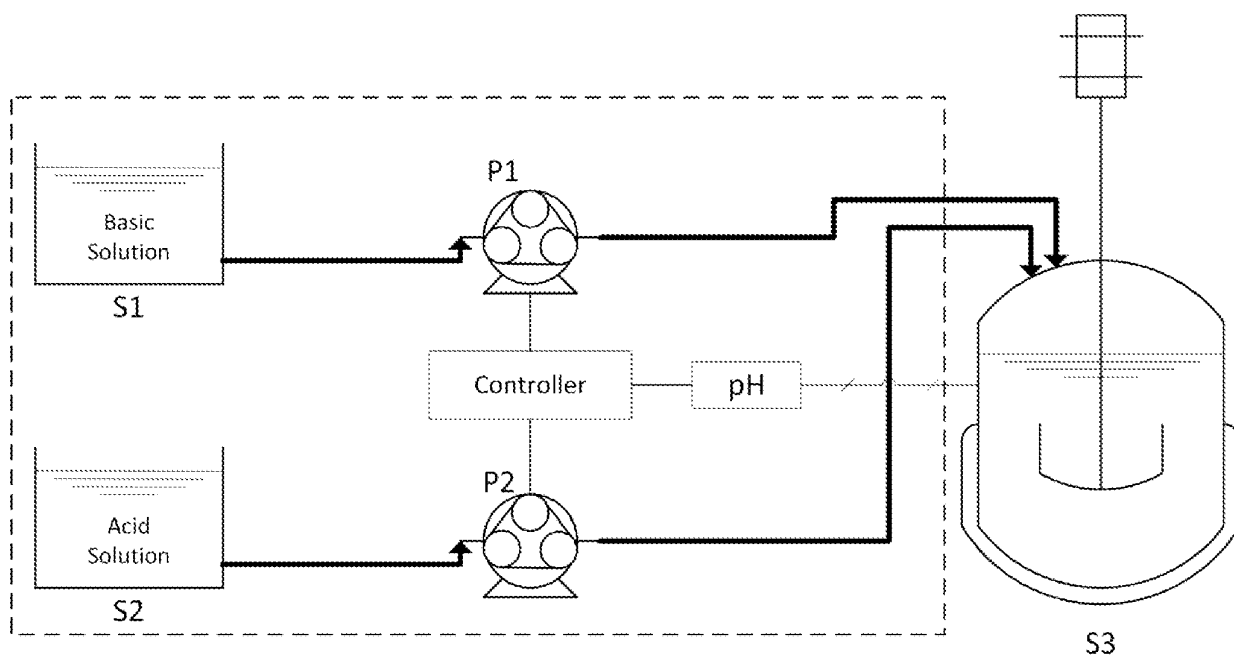 P1
Basic
Solution
S1
Controller
pH
P2
Acid
Solution
S2
S3